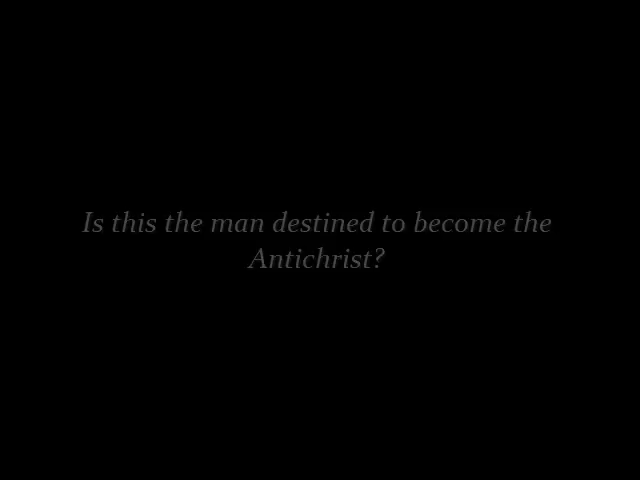 Is this the man destined to become the
Antichrist?